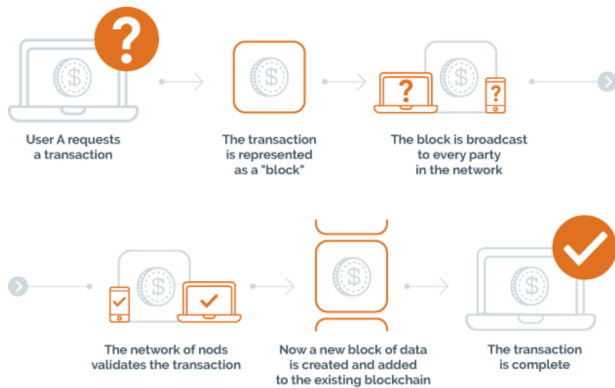 User A requests
a transaction
The transaction
is represented
as a "block"
The block is broadcast
to every party
in the network
The network of nods
validates the transaction
Now a new block of data
is created and added
to the existing blockchain
The transaction
is complete